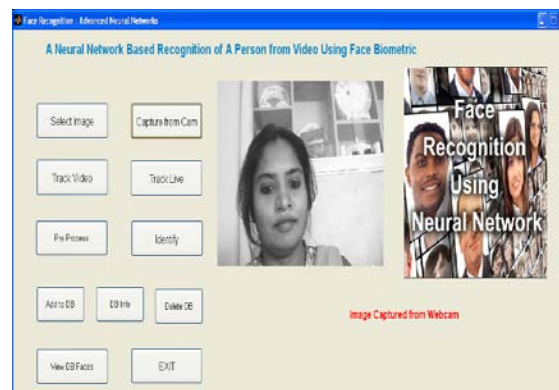 Face Recognition : Advanced Neural Networks
A Neural Network Based Recognition of A Person from Video Using Face Biometric
Select Image
Capture from Cam
Track Video
Track Live
Pre Process
Identify
Add to DB
DB Info
Delete DB
View DB Faces
EXIT
Face
Recognition
Using
Neural Network
Image Captured from Webcam